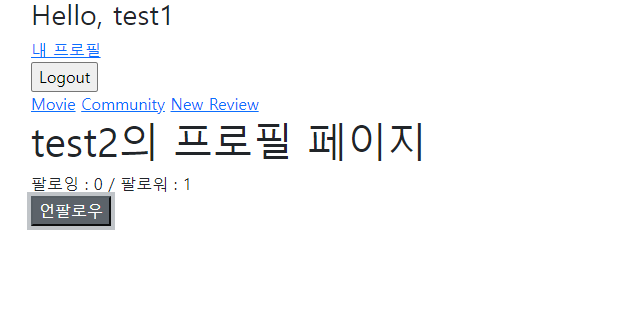 Hello, test1
내 프로필
Logout
Movie Community New Review
test2의 프로필 페이지
팔로잉 : 0 / 팔로워 : 1
언팔로우